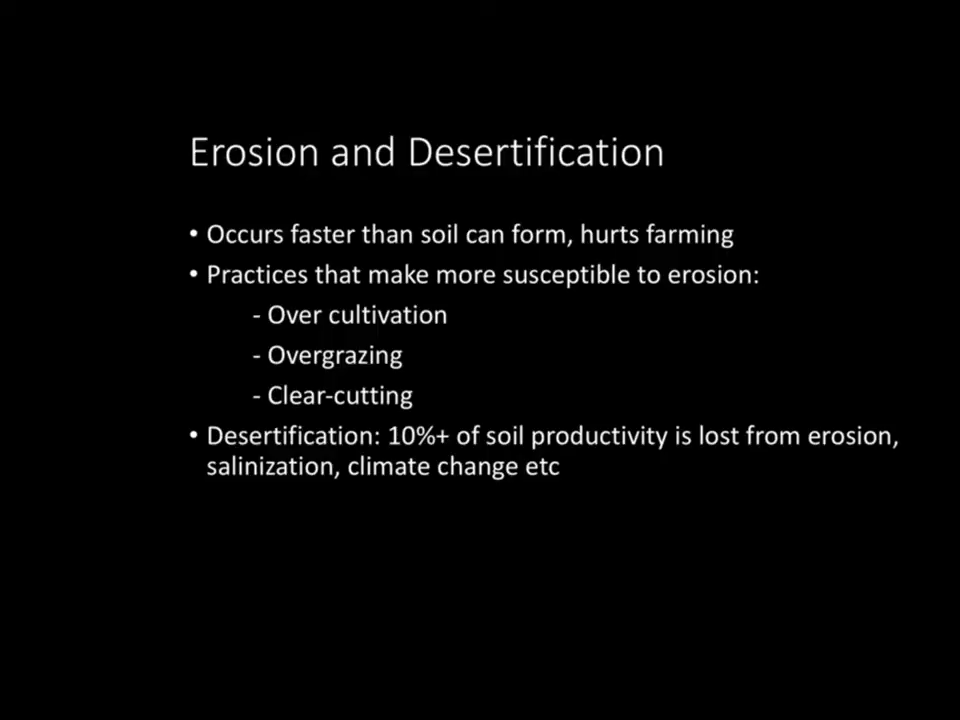 Erosion and Desertification
• Occurs faster than soil can form, hurts farming
• Practices that make more susceptible to erosion:
- Over cultivation
- Overgrazing
- Clear-cutting
• Desertification: 10%+ of soil productivity is lost from erosion,
salinization, climate change etc